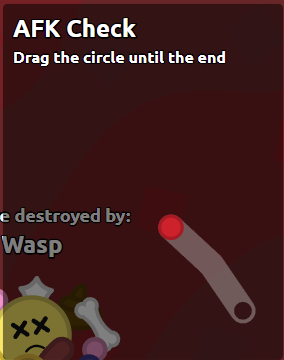 AFK Check
Drag the circle until the end
e destroyed by:
Wasp